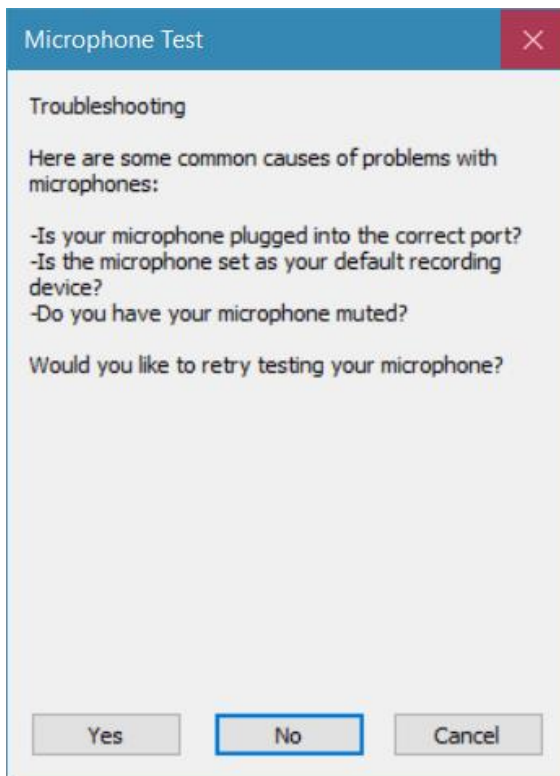 Microphone Test
Troubleshooting
Here are some common causes of problems with
microphones:
-Is your microphone plugged into the correct port?
-Is the microphone set as your default recording
device?
-Do you have your microphone muted?
Would you like to retry testing your microphone?
Yes
No
Cancel